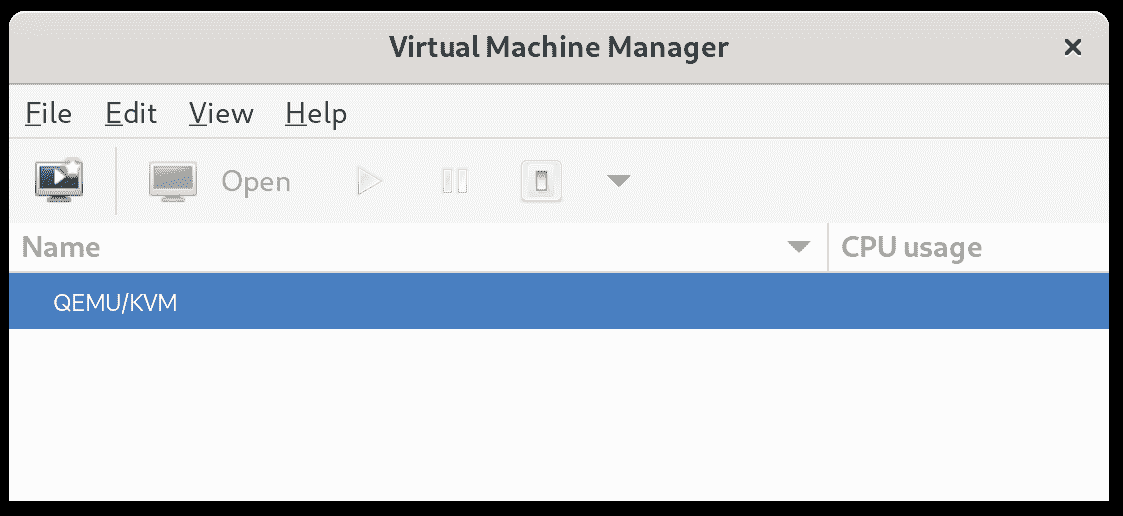 Virtual Machine Manager
File Edit View Help
Open
Name CPU usage
QEMU/KVM